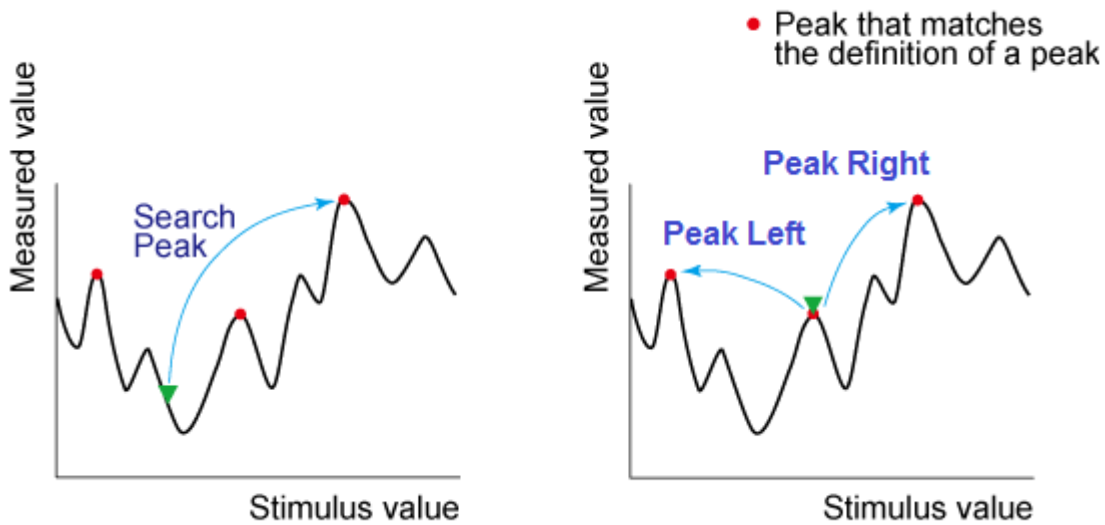 Peak that matches
the definition of a peak
Measured value
Search
Peak
Stimulus value
Measured value
Peak Right
Peak Left
Stimulus value